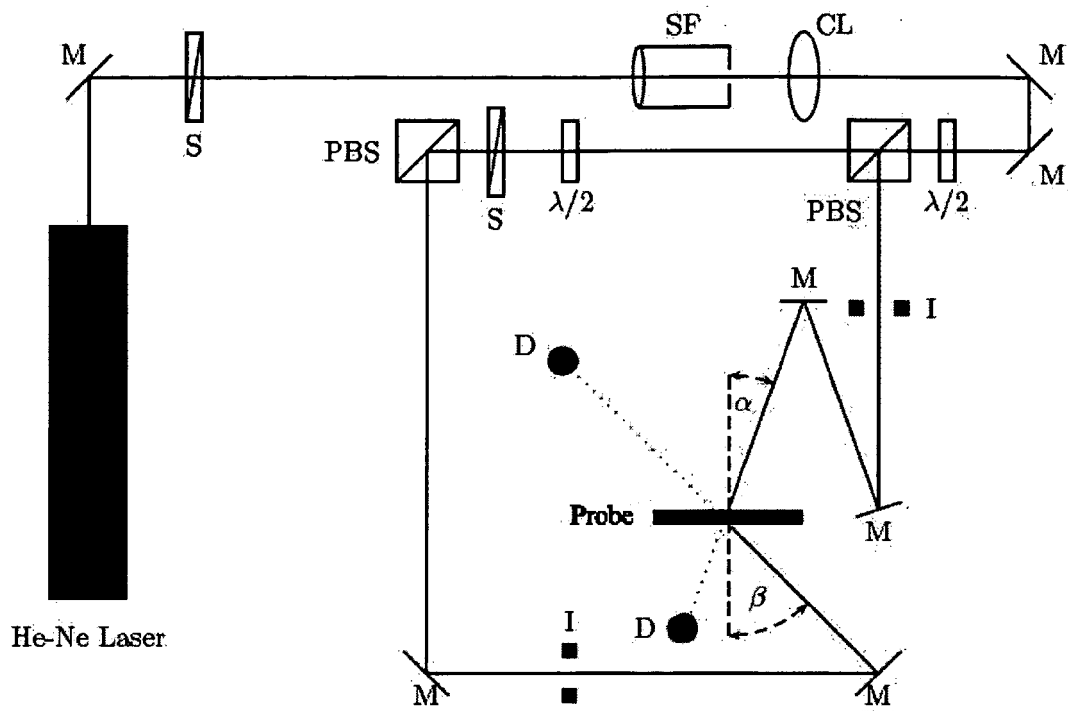 SF CL
M M
S
PBS
S λ/2
M
PBS λ/2
M
I
D
α
Probe
M
β
He-Ne Laser
I
D
M M